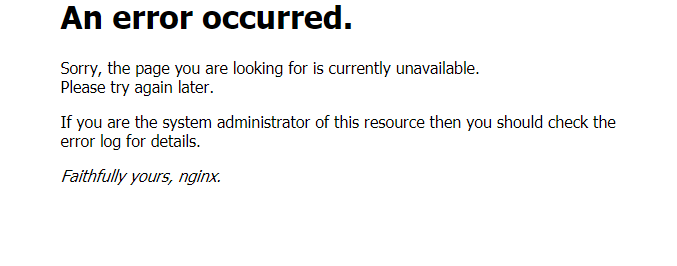 An error occurred.
Sorry, the page you are looking for is currently unavailable.
Please try again later.
If you are the system administrator of this resource then you should check the
error log for details.
Faithfully yours, nginx.